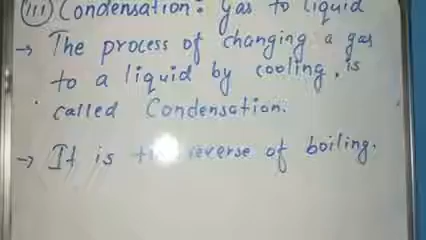 (iii) Condensation: gas to liquid
→ The process of changing a gas
to a liquid by cooling, is
called Condensation.
→ It is the reverse of boiling.